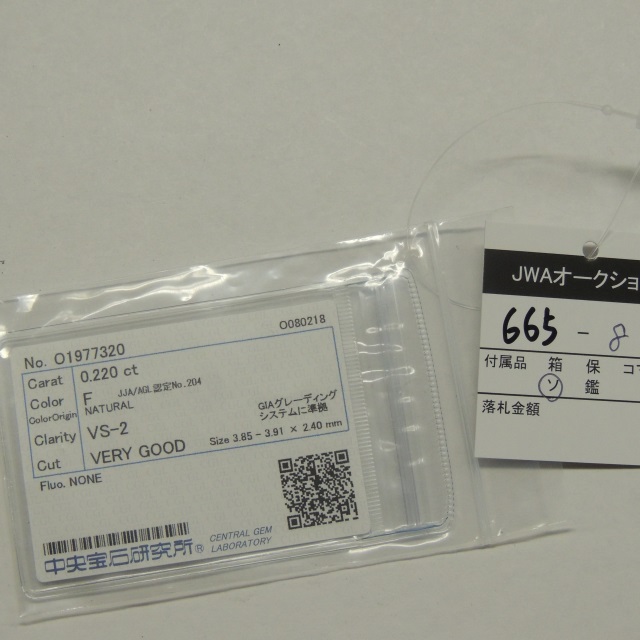 No. O1977320
O080218
Carat 0.220 ct
Color F JJA/AGL認定No.204
ColorOrigin NATURAL
GIAグレーディング
システムに準拠
Clarity VS-2
Size 3.85 - 3.91 × 2.40 mm
Cut VERY GOOD
Fluo. NONE
中央宝石研究所® CENTRAL GEM
LABORATORY
JWAオークショ
665 - 8
付属品 箱 保 コマ
ソ 鑑
落札金額